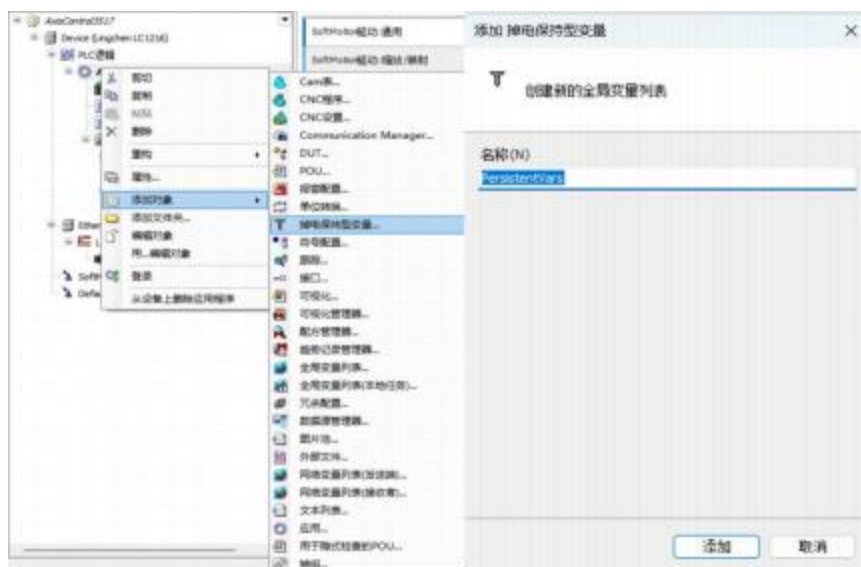 AxisControl0517
Device (Lingchen LC1216)
PLC逻辑
SoftMotor驱动:通用
SoftMotor驱动:缩放/映射
剪切
复制
粘贴
删除
重构
属性...
添加对象
添加文件夹...
编辑对象
用...编辑对象
登录
从设备上删除应用程序
Cam表...
CNC程序...
CNC设置...
Communication Manager...
DUT...
POU...
报警配置...
单位转换...
掉电保持型变量...
符号配置...
跟踪...
接口...
可视化...
可视化管理器...
配方管理器...
趋势记录管理器...
全局变量列表...
全局变量列表(本地任务)...
冗余配置...
数据源管理器...
图片池...
外部文件...
网络变量列表(发送端)...
网络变量列表(接收者)...
文本列表...
应用...
用于隐式检查的POU...
添加 掉电保持型变量
创建新的全局变量列表
名称(N)
PersistentVars
添加
取消